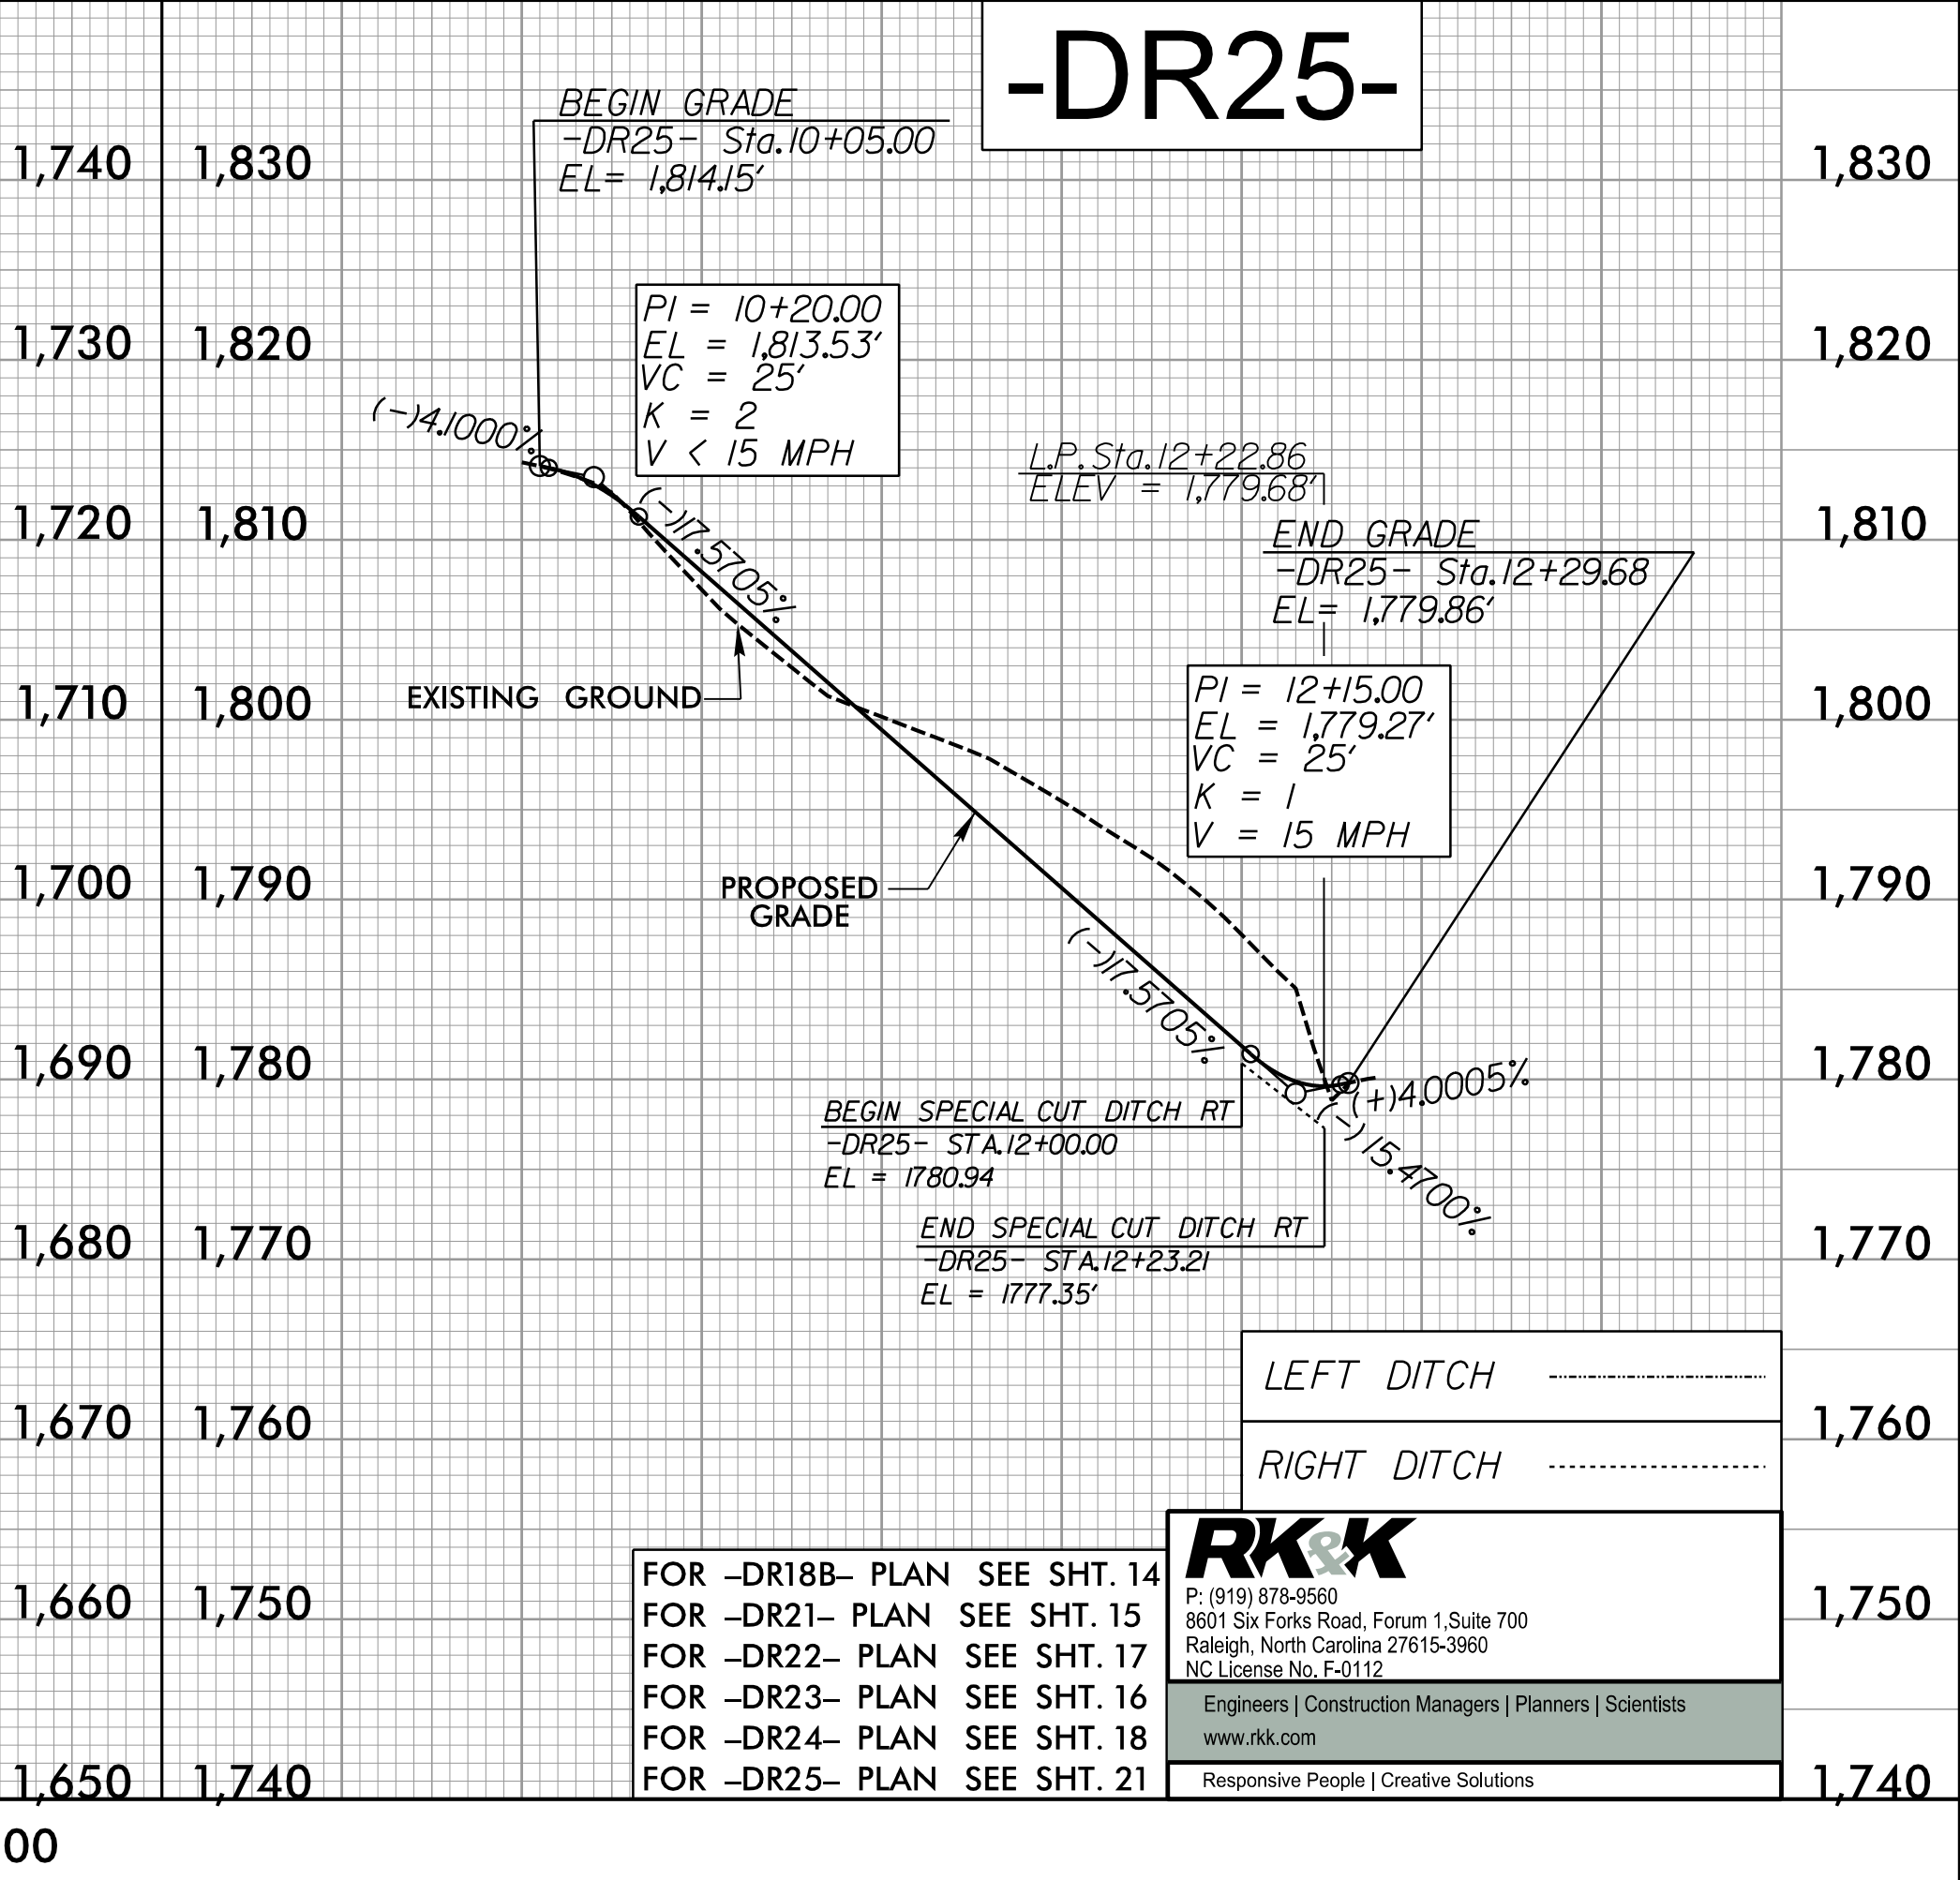 -DR25-
BEGIN GRADE
-DR25- Sta.10+05.00
EL= 1,814.15'
1,740 1,830 1,830
PI = 10+20.00
EL = 1,813.53'
VC = 25'
K = 2
V < 15 MPH
1,730 1,820 1,820
(-)4.1000%
L.P. Sta.12+22.86
ELEV = 1,779.68'
(-)17.5705%
1,720 1,810 1,810
END GRADE
-DR25- Sta.12+29.68
EL= 1,779.86'
EXISTING GROUND
1,710 1,800 1,800
PI = 12+15.00
EL = 1,779.27'
VC = 25'
K = 1
V = 15 MPH
PROPOSED
GRADE
1,700 1,790 1,790
(-)17.5705%
1,690 1,780 1,780
(+)4.0005%
(-)15.4700%
BEGIN SPECIAL CUT DITCH RT
-DR25- STA.12+00.00
EL = 1780.94
END SPECIAL CUT DITCH RT
-DR25- STA.12+23.21
EL = 1777.35'
1,680 1,770 1,770
LEFT DITCH
1,670 1,760 1,760
RIGHT DITCH
FOR -DR18B- PLAN SEE SHT. 14
FOR -DR21- PLAN SEE SHT. 15
FOR -DR22- PLAN SEE SHT. 17
FOR -DR23- PLAN SEE SHT. 16
FOR -DR24- PLAN SEE SHT. 18
FOR -DR25- PLAN SEE SHT. 21
RK&K
P: (919) 878-9560
8601 Six Forks Road, Forum 1,Suite 700
Raleigh, North Carolina 27615-3960
NC License No. F-0112
Engineers | Construction Managers | Planners | Scientists
www.rkk.com
Responsive People | Creative Solutions
1,660 1,750 1,750
1,650 1,740 1,740
00